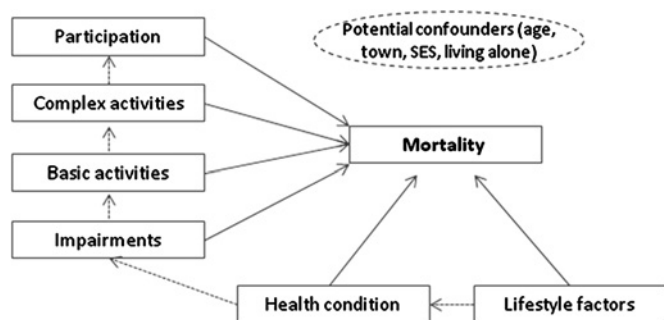 Participation
Potential confounders (age,
town, SES, living alone)
Complex activities
Mortality
Basic activities
Impairments
Health condition
Lifestyle factors